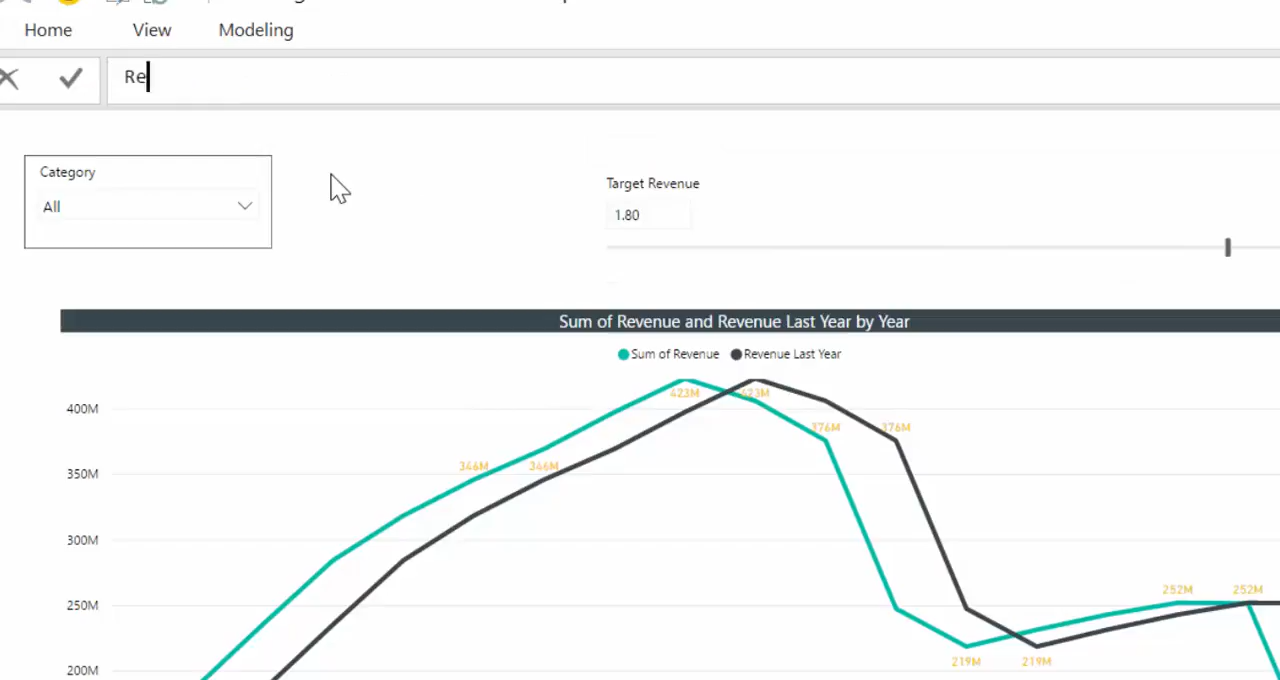 Home View Modeling
Re
Category
All
Target Revenue
1.80
Sum of Revenue and Revenue Last Year by Year
Sum of Revenue Revenue Last Year
423M 423M
400M
376M 376M
350M
346M 346M
300M
250M
252M 252M
219M 219M
200M